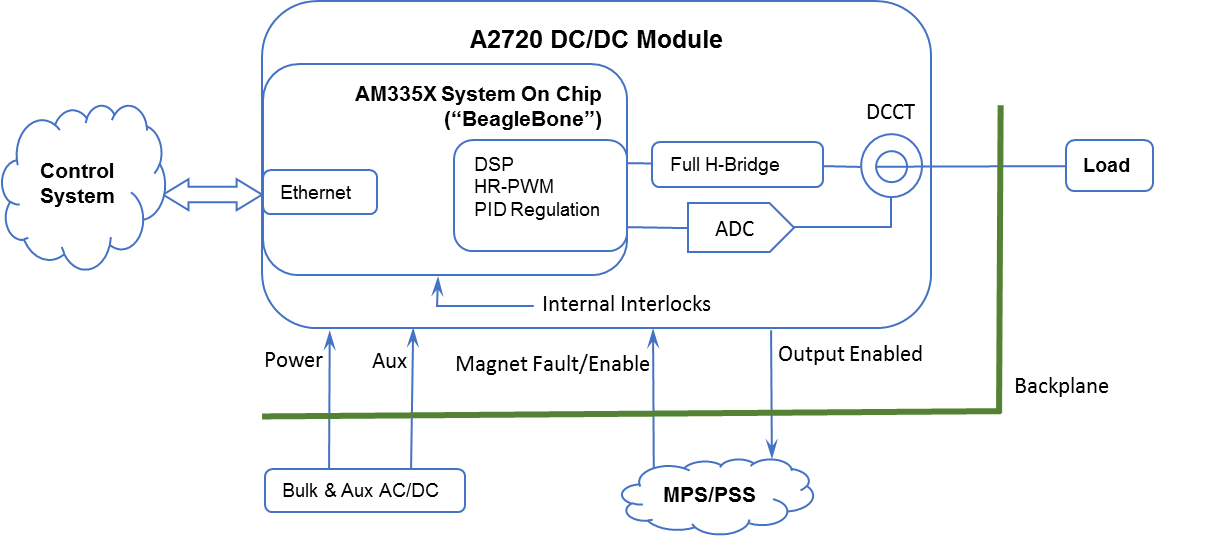 A2720 DC/DC Module
AM335X System On Chip
(“BeagleBone”)
DCCT
Control
System
Ethernet
DSP
HR-PWM
PID Regulation
Full H-Bridge
Load
ADC
Internal Interlocks
Power
Aux
Magnet Fault/Enable
Output Enabled
Backplane
Bulk & Aux AC/DC
MPS/PSS